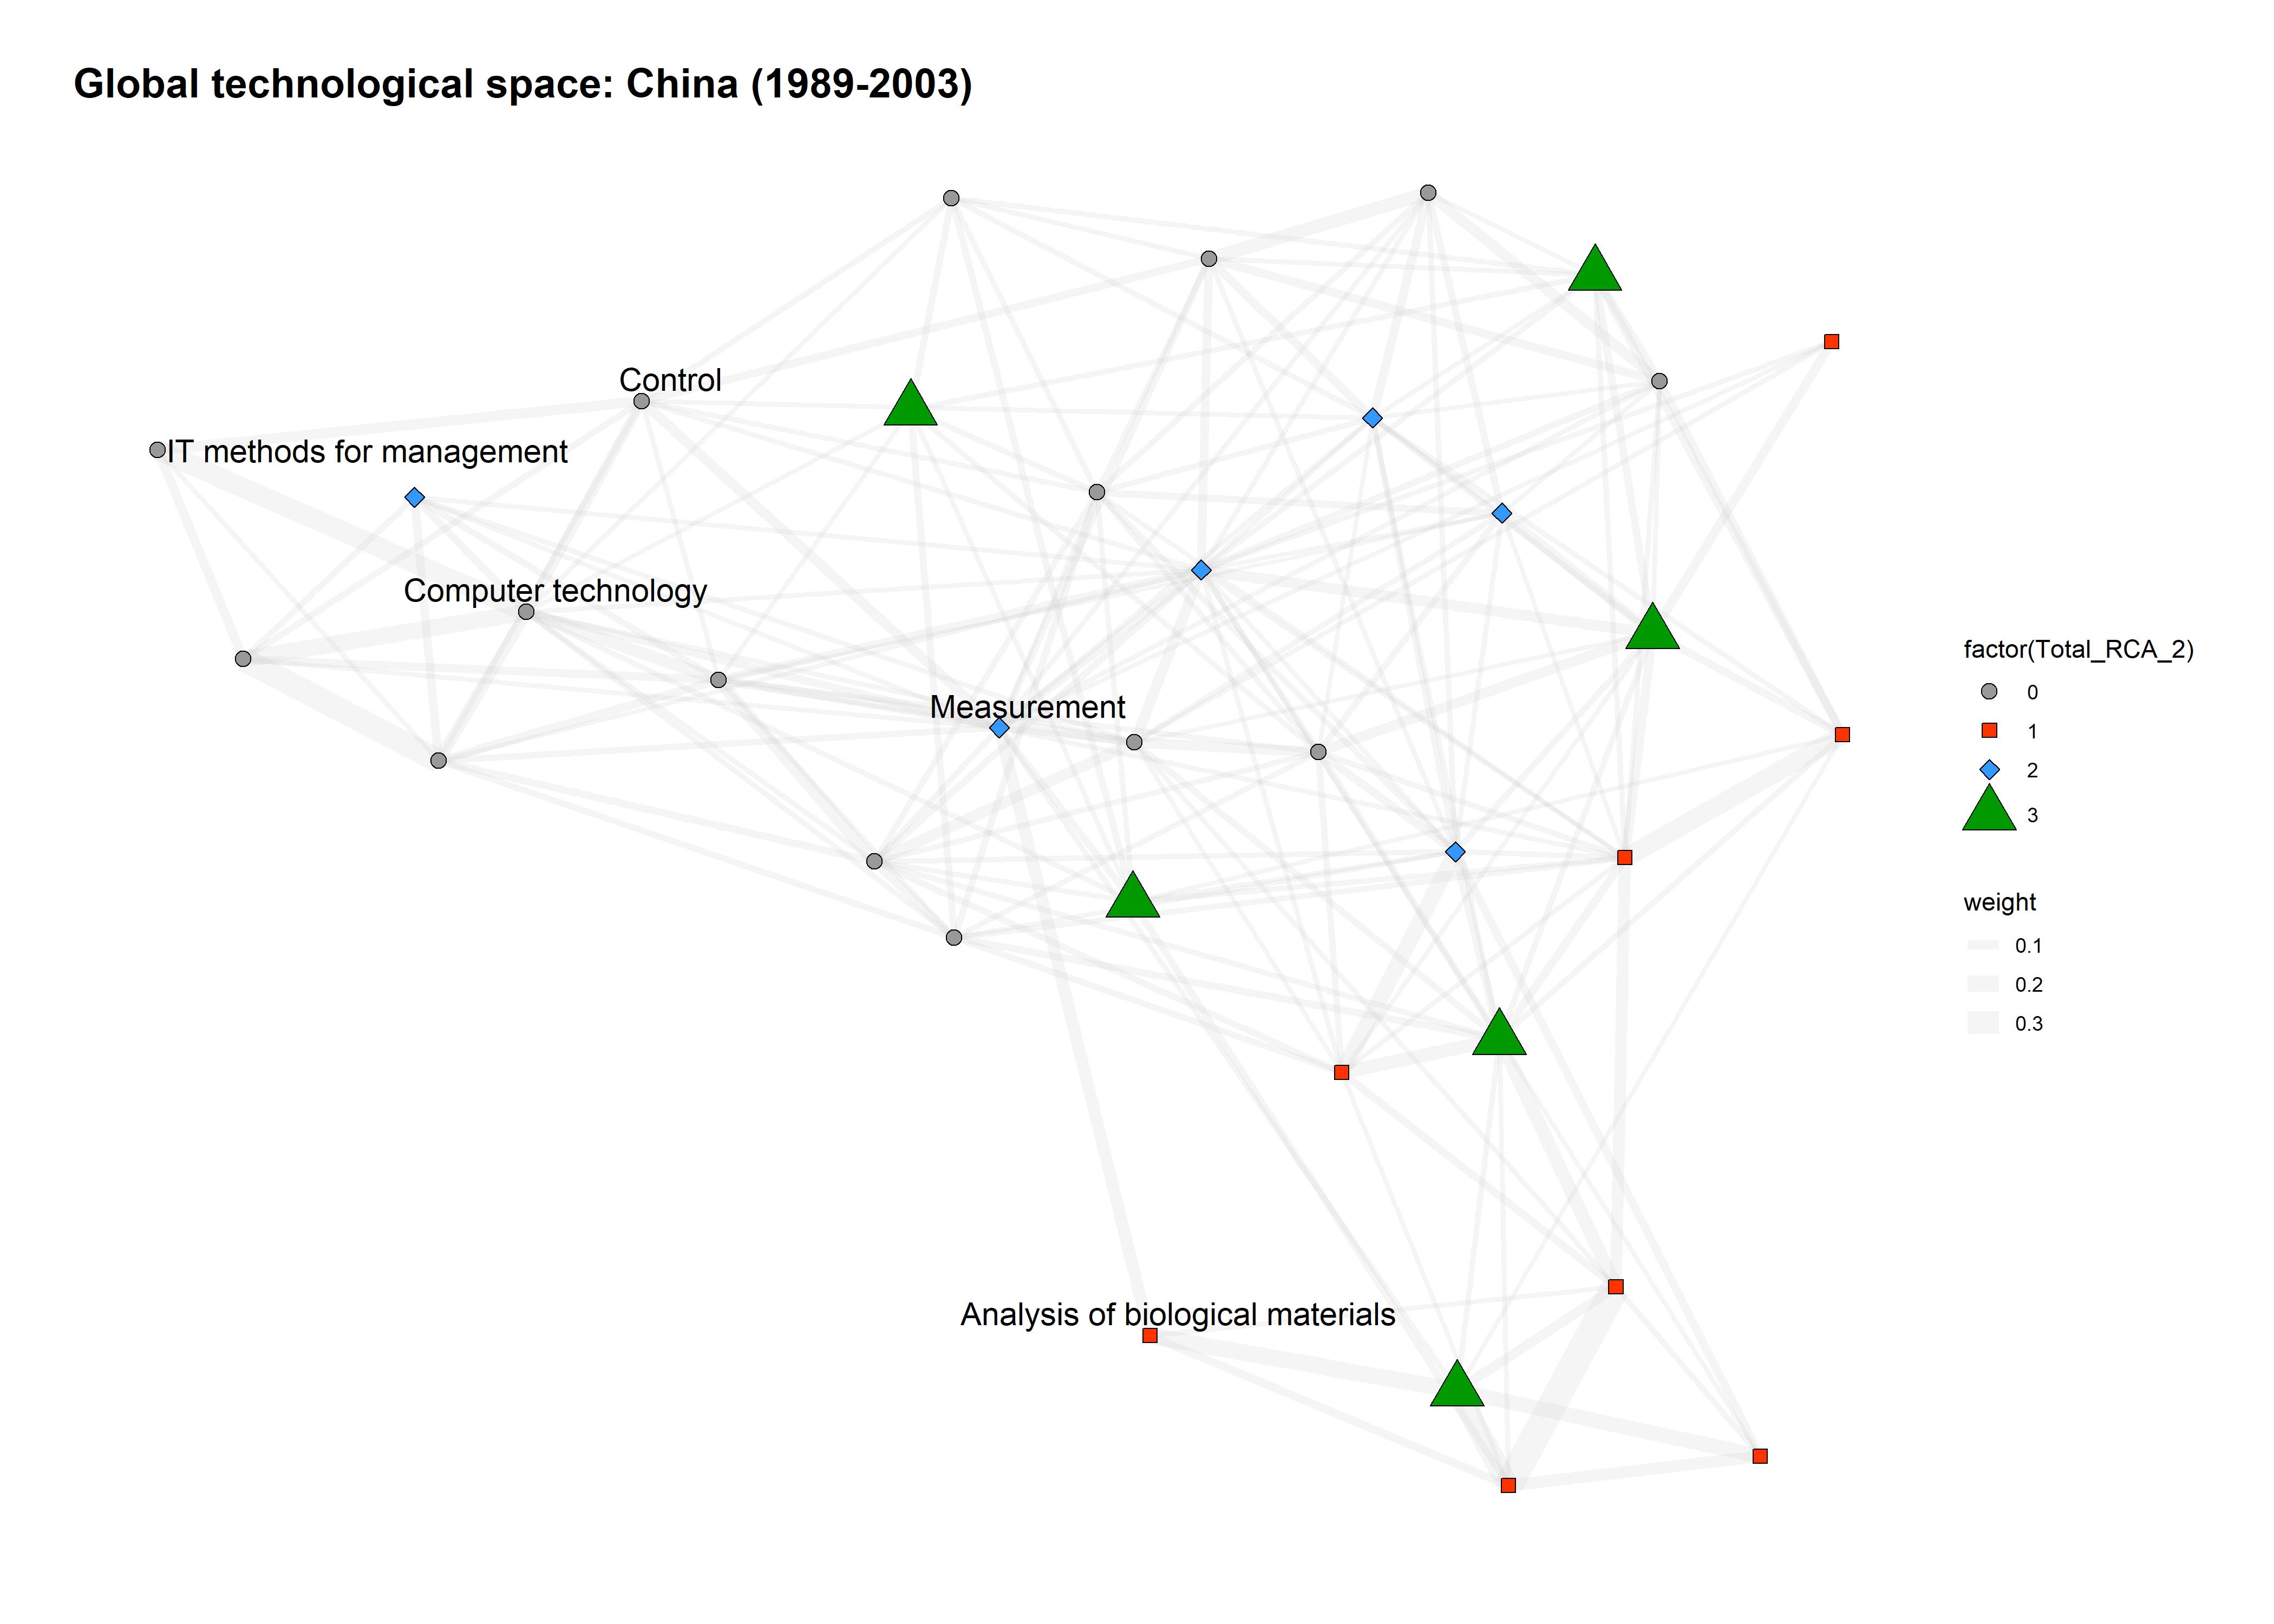 Global technological space: China (1989-2003)
Control
IT methods for management
Computer technology
Measurement
Analysis of biological materials
factor(Total_RCA_2)
0
1
2
3
weight
0.1
0.2
0.3